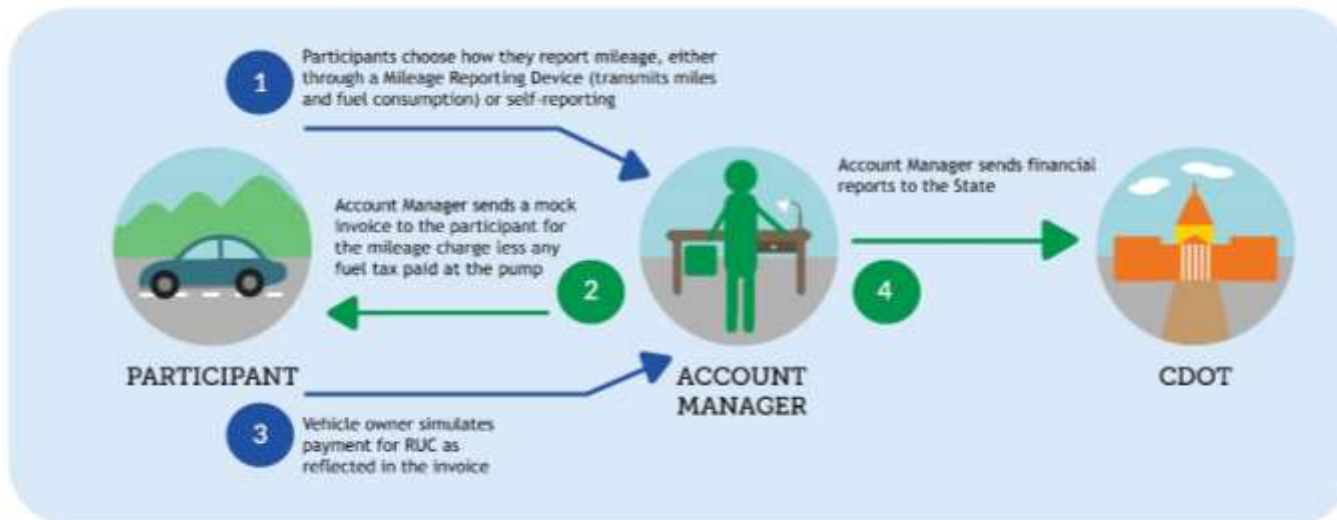 1
Participants choose how they report mileage, either
through a Mileage Reporting Device (transmits miles
and fuel consumption) or self-reporting
Account Manager sends a mock
invoice to the participant for
the mileage charge less any
fuel tax paid at the pump
2
Account Manager sends financial
reports to the State
4
PARTICIPANT
ACCOUNT
MANAGER
CDOT
3
Vehicle owner simulates
payment for RUC as
reflected in the invoice